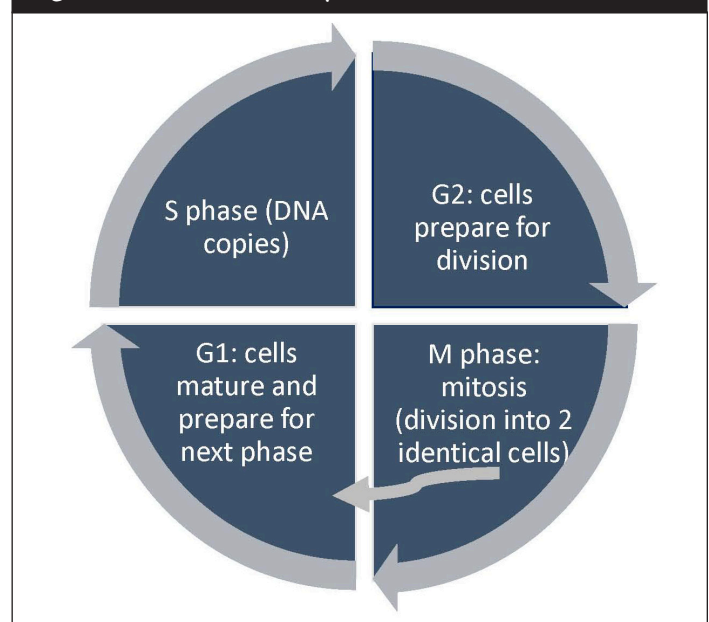 S phase (DNA
copies)
G2: cells
prepare for
division
G1: cells
mature and
prepare for
next phase
M phase:
mitosis
(division into 2
identical cells)